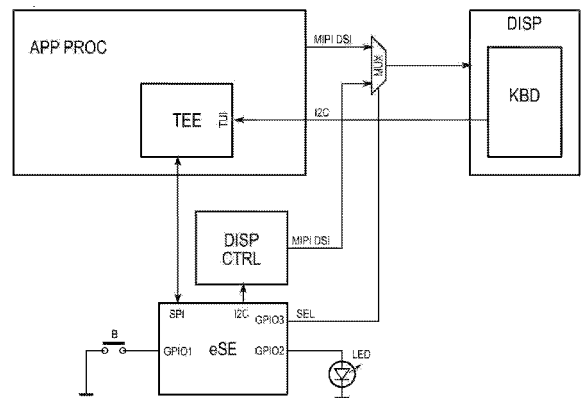 DISP
APP PROC
MIPI DSI
MUX
KBD
TEE
TUI
I2C
DISP
CTRL
MIPI DSI
SPI
I2C
GPIO3
SEL
B
GPIO1
eSE
GPIO2
LED